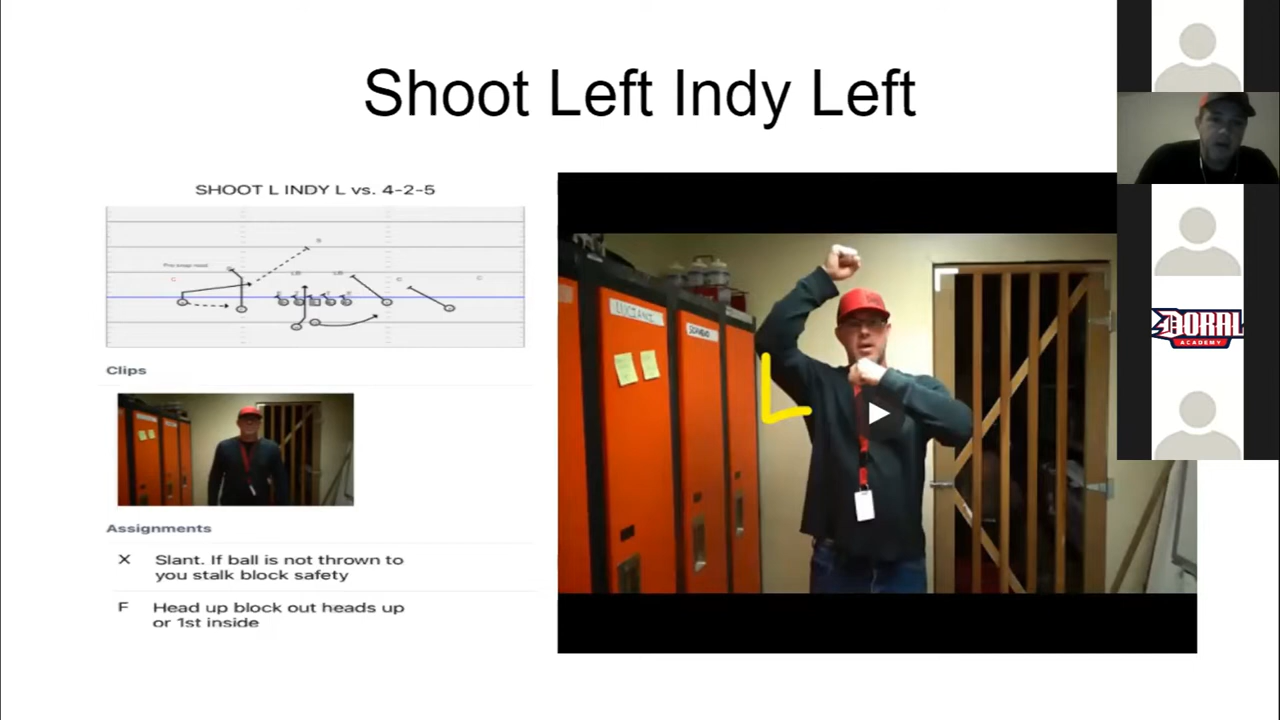 Shoot Left Indy Left
SHOOT L INDY L vs. 4-2-5
Clips
Assignments
X Slant. If ball is not thrown to
you stalk block safety
F Head up block out heads up
or 1st inside
LUCIANI
L
DORAL
ACADEMY